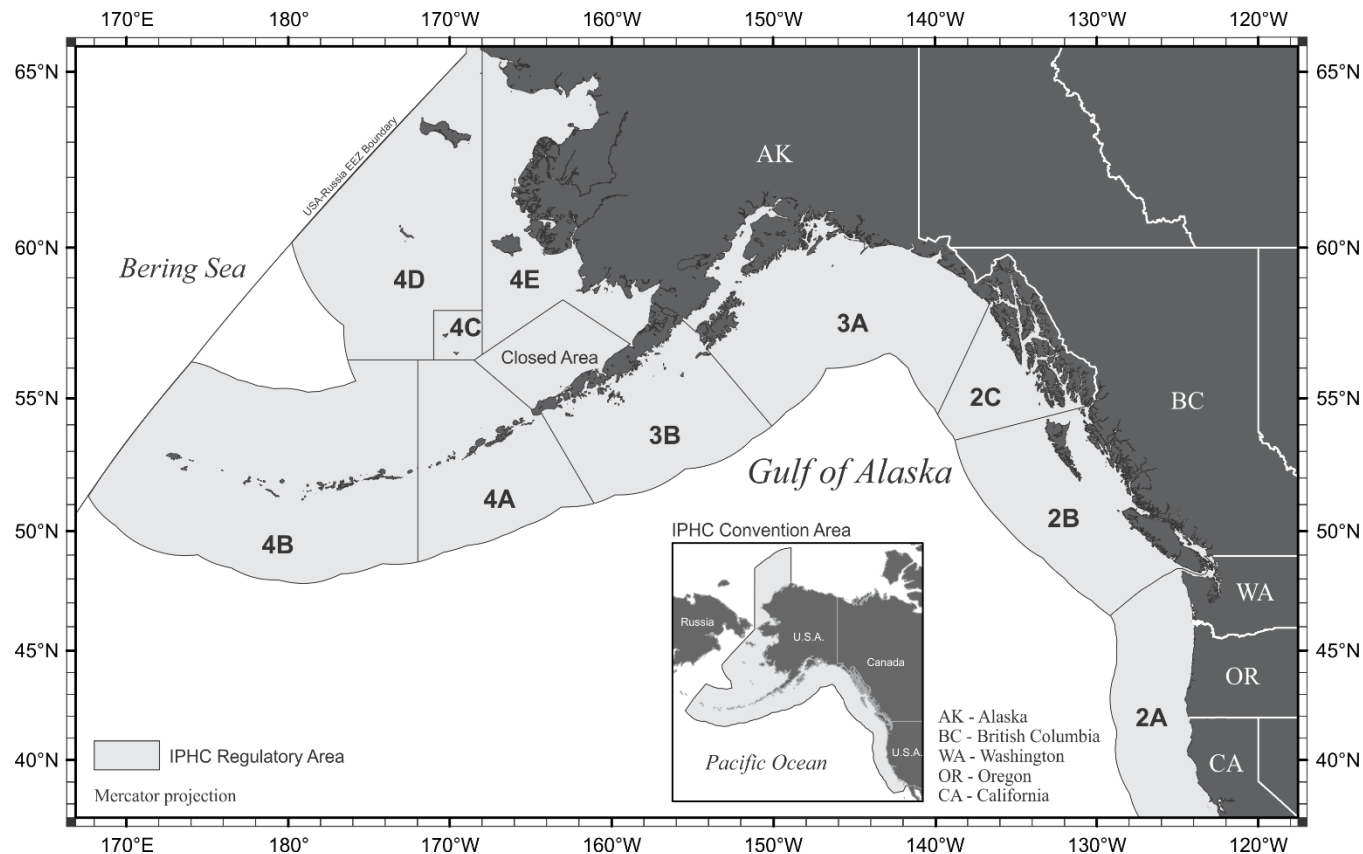 170°E 180° 170°W 160°W 150°W 140°W 130°W 120°W
65°N 65°N
USA-Russia EEZ Boundary
AK
60°N 60°N
Bering Sea
4D 4E
4C 3A
Closed Area
55°N 55°N
2C BC
3B
Gulf of Alaska
4A
50°N 50°N
4B 2B
IPHC Convention Area
WA
Russia U.S.A.
Canada
45°N 45°N
OR
2A
AK - Alaska
BC - British Columbia
WA - Washington
OR - Oregon
CA - California
U.S.A.
Pacific Ocean
CA
40°N 40°N
IPHC Regulatory Area
Mercator projection
170°E 180° 170°W 160°W 150°W 140°W 130°W 120°W